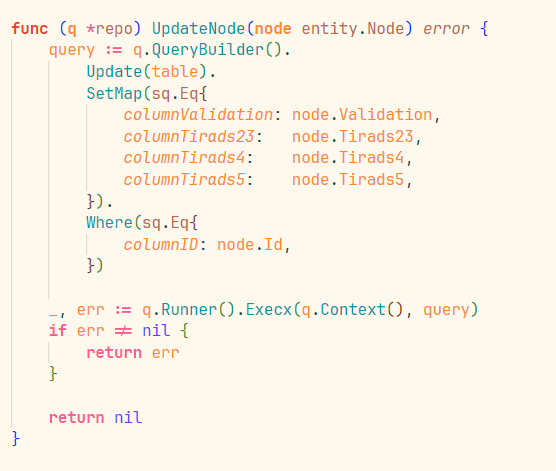 func (q *repo) UpdateNode(node entity.Node) error {
    query := q.QueryBuilder().
        Update(table).
        SetMap(sq.Eq{
            columnValidation: node.Validation,
            columnTirads23:   node.Tirads23,
            columnTirads4:    node.Tirads4,
            columnTirads5:    node.Tirads5,
        }).
        Where(sq.Eq{
            columnID: node.Id,
        })

    _, err := q.Runner().Execx(q.Context(), query)
    if err != nil {
        return err
    }

    return nil
}